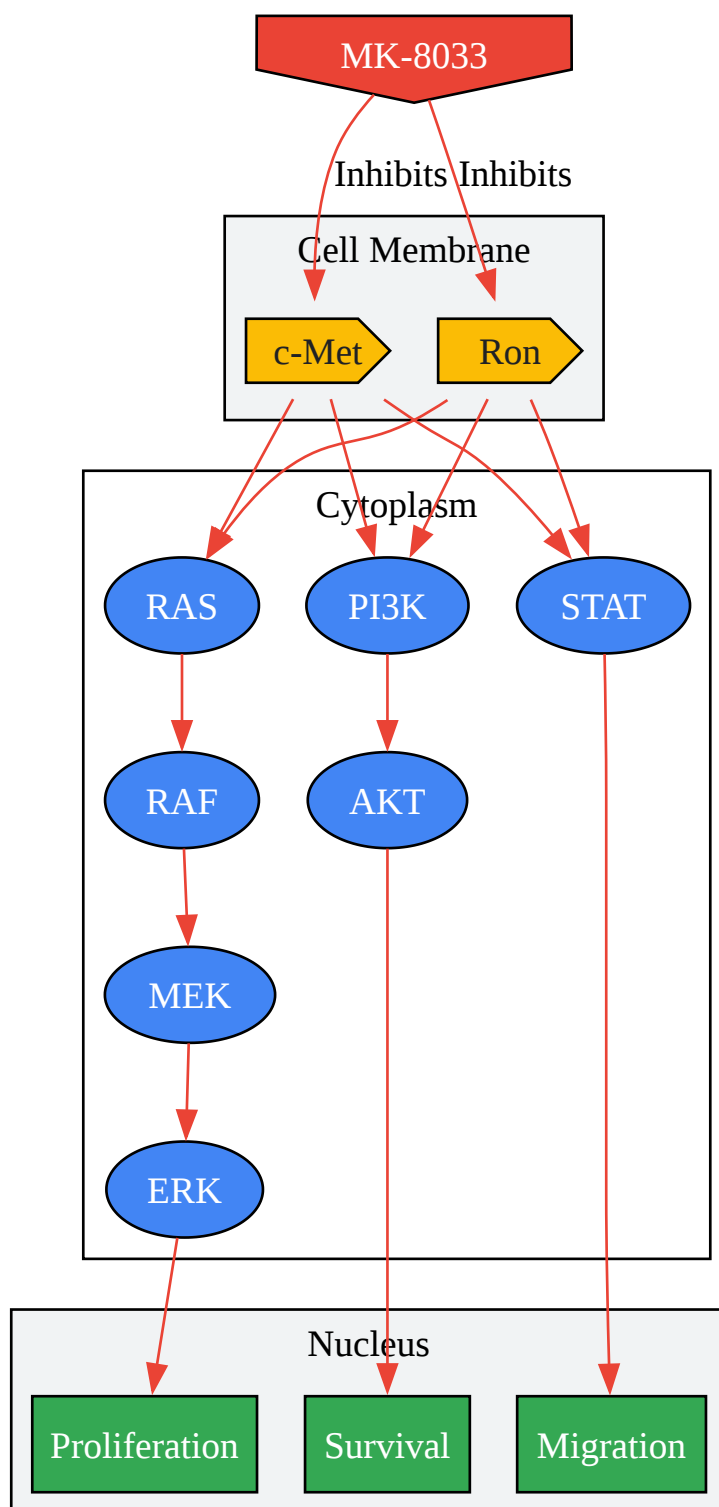 MK-8033
Inhibits Inhibits
Cell Membrane
c-Met
Ron
Cytoplasm
RAS
PI3K
STAT
RAF
AKT
MEK
ERK
Nucleus
Proliferation
Survival
Migration